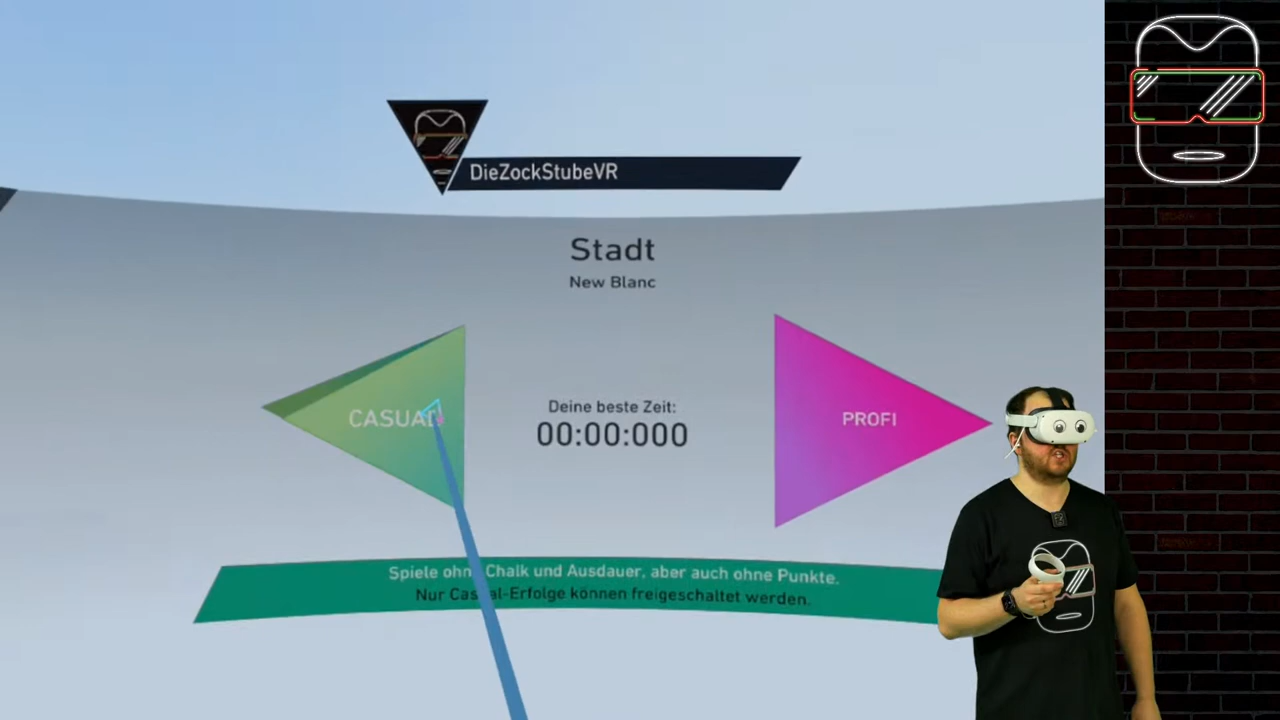 DieZockStubeVR
Stadt
New Blanc
CASUAL
Deine beste Zeit:
00:00:000
PROFI
Spiele ohne Chalk und Ausdauer, aber auch ohne Punkte.
Nur Casual-Erfolge können freigeschaltet werden.